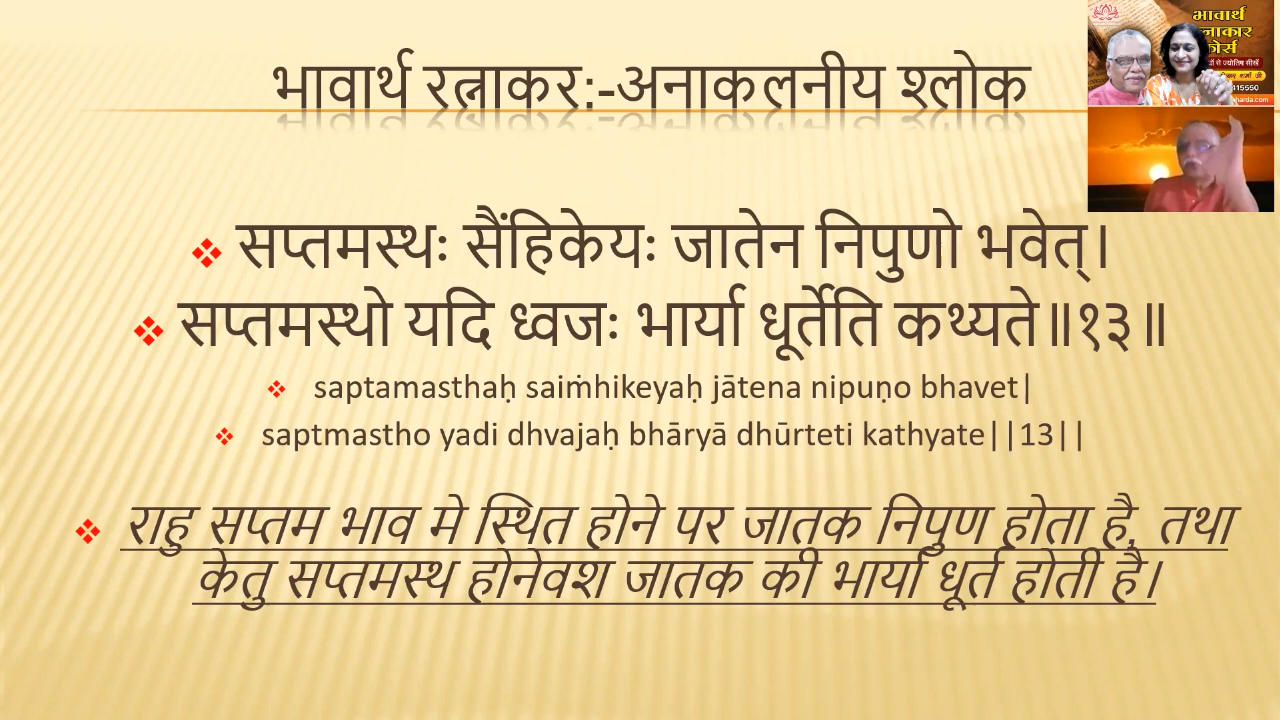 भावार्थ रत्नाकर:-अनाकलनीय श्लोक
भावार्थ
कोर्स
सप्तमस्थः सैंहिकेयः जातेन निपुणो भवेत्।
सप्तमस्थो यदि ध्वजः भार्या धूर्तेति कथ्यते॥१३॥
saptamasthaḥ saiṁhikeyaḥ jātena nipuṇo bhavet|
saptmastho yadi dhvajaḥ bhāryā dhūrteti kathyate||13||
राहु सप्तम भाव मे स्थित होने पर जातक निपुण होता है, तथा
केतु सप्तमस्थ होनेवश जातक की भार्या धूर्त होती है।